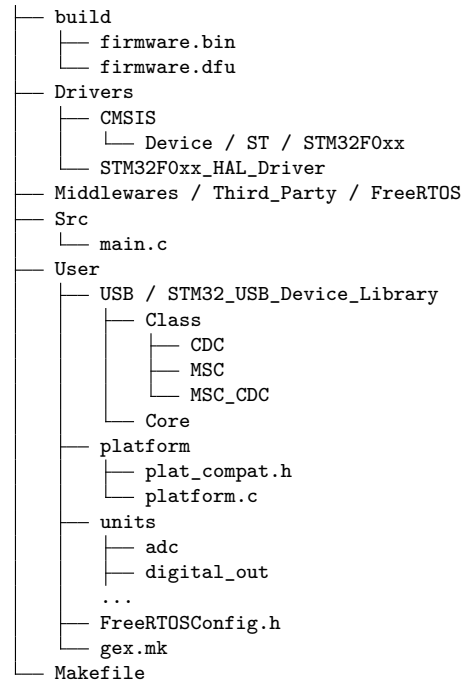 ├── build
│   ├── firmware.bin
│   └── firmware.dfu
├── Drivers
│   ├── CMSIS
│   │   └── Device / ST / STM32F0xx
│   └── STM32F0xx_HAL_Driver
├── Middlewares / Third_Party / FreeRTOS
├── Src
│   └── main.c
├── User
│   ├── USB / STM32_USB_Device_Library
│   │   ├── Class
│   │   │   ├── CDC
│   │   │   ├── MSC
│   │   │   └── MSC_CDC
│   │   └── Core
│   ├── platform
│   │   ├── plat_compat.h
│   │   └── platform.c
│   ├── units
│   │   ├── adc
│   │   ├── digital_out
│   │   ...
│   ├── FreeRTOSConfig.h
│   └── gex.mk
└── Makefile